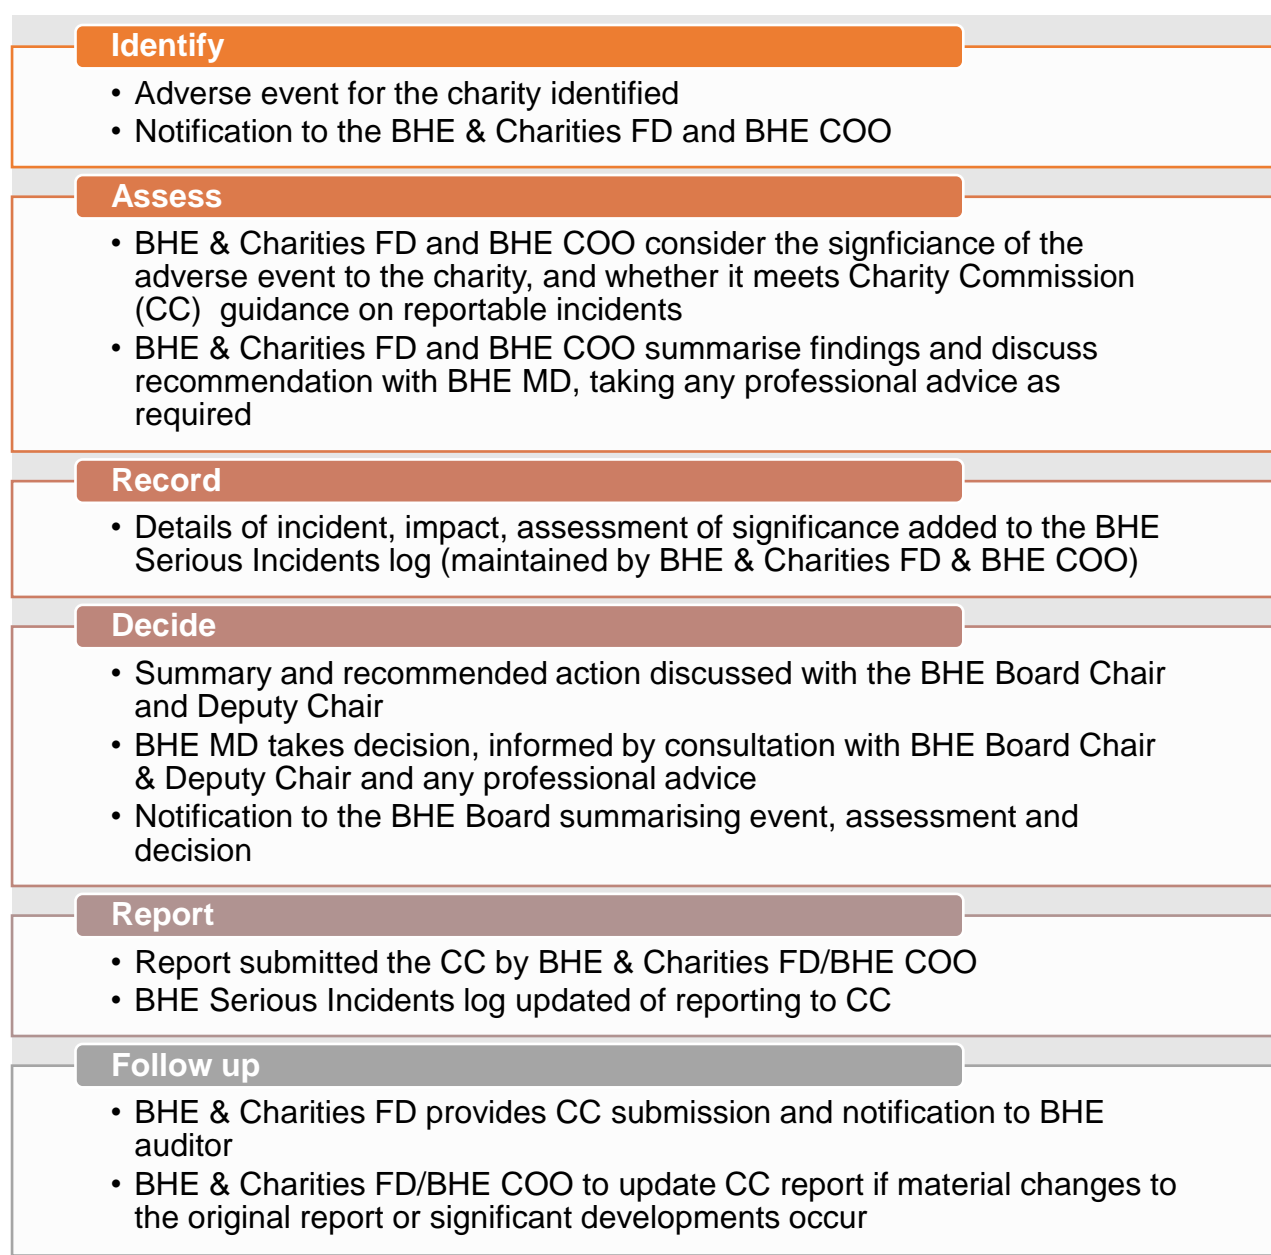 Identify
• Adverse event for the charity identified
• Notification to the BHE & Charities FD and BHE COO
Assess
• BHE & Charities FD and BHE COO consider the signficiance of the
adverse event to the charity, and whether it meets Charity Commission
(CC)  guidance on reportable incidents
• BHE & Charities FD and BHE COO summarise findings and discuss
recommendation with BHE MD, taking any professional advice as
required
Record
• Details of incident, impact, assessment of significance added to the BHE
Serious Incidents log (maintained by BHE & Charities FD & BHE COO)
Decide
• Summary and recommended action discussed with the BHE Board Chair
and Deputy Chair
• BHE MD takes decision, informed by consultation with BHE Board Chair
& Deputy Chair and any professional advice
• Notification to the BHE Board summarising event, assessment and
decision
Report
• Report submitted the CC by BHE & Charities FD/BHE COO
• BHE Serious Incidents log updated of reporting to CC
Follow up
• BHE & Charities FD provides CC submission and notification to BHE
auditor
• BHE & Charities FD/BHE COO to update CC report if material changes to
the original report or significant developments occur